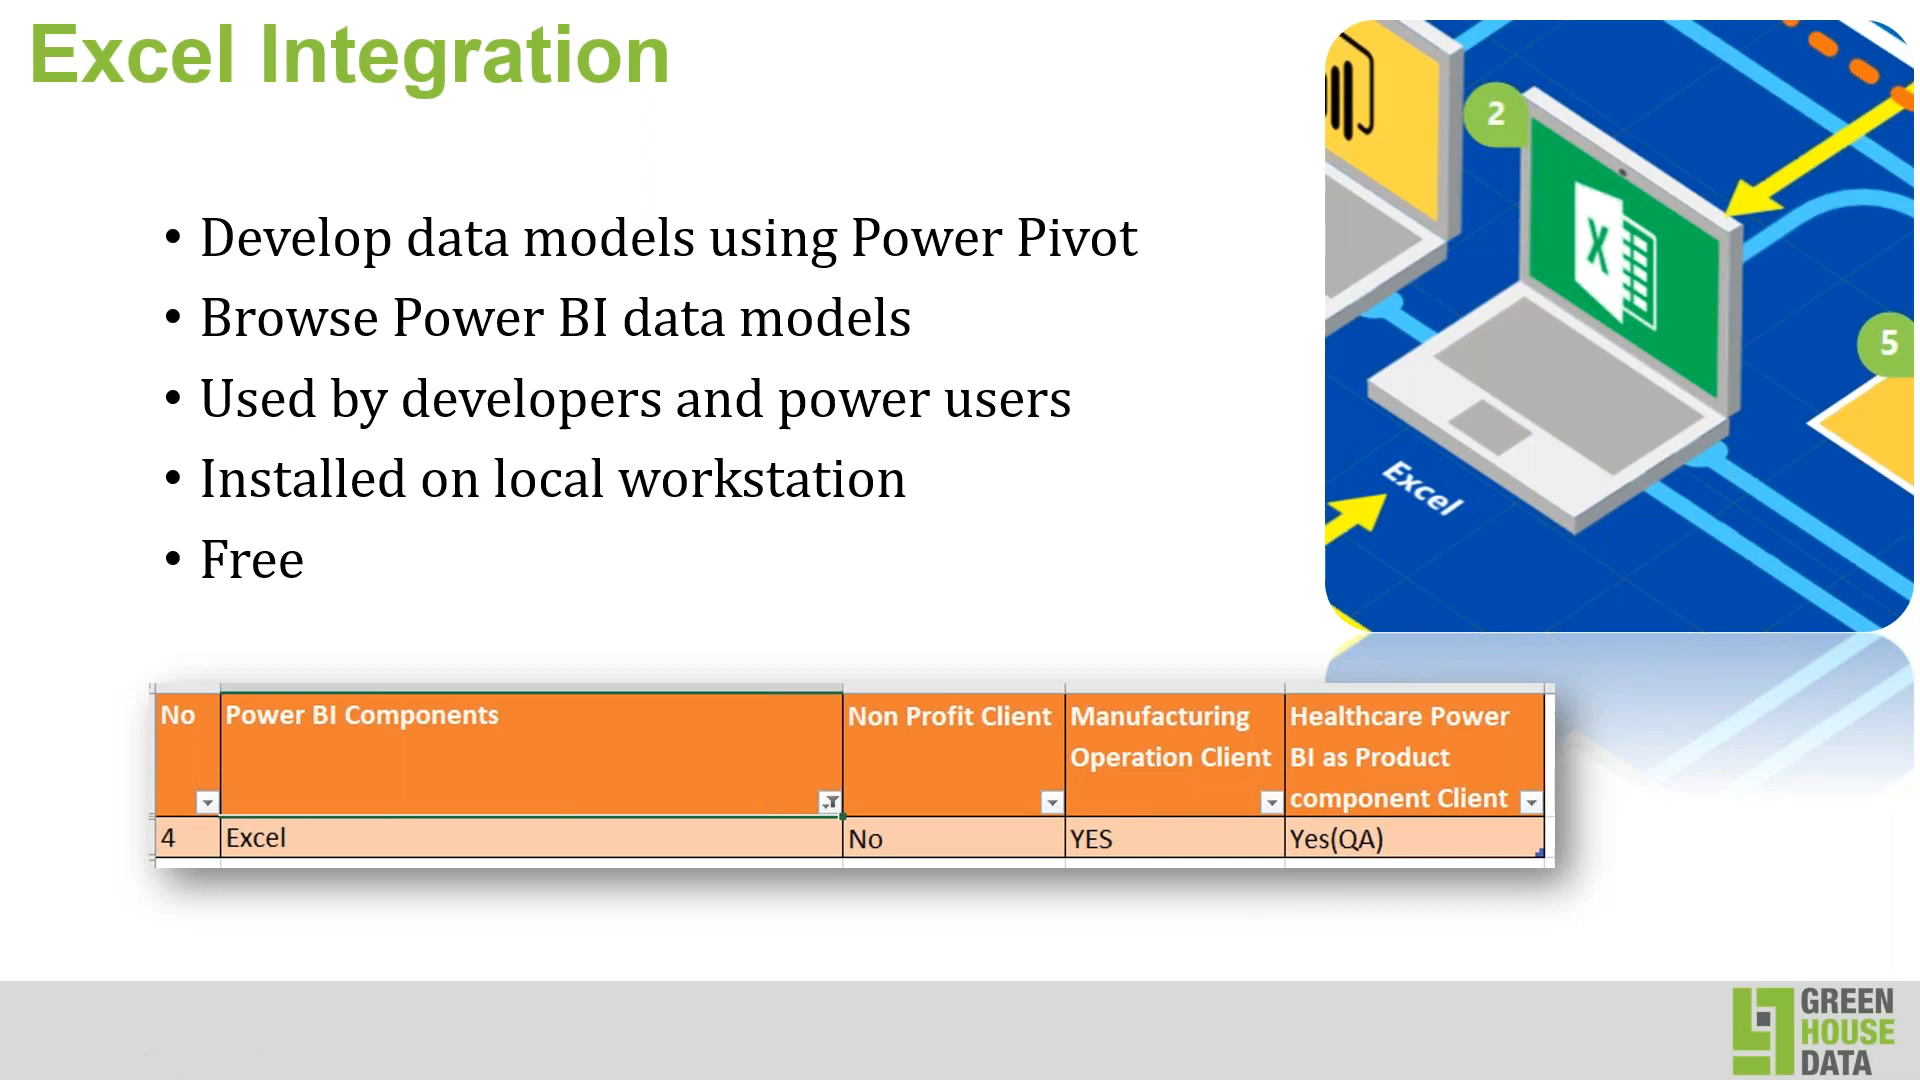 Excel Integration
• Develop data models using Power Pivot
• Browse Power BI data models
• Used by developers and power users
• Installed on local workstation
• Free
2
5
Excel
No Power BI Components Non Profit Client Manufacturing Healthcare Power
Operation Client BI as Product
component Client
4 Excel No YES Yes(QA)
GREEN
HOUSE
DATA